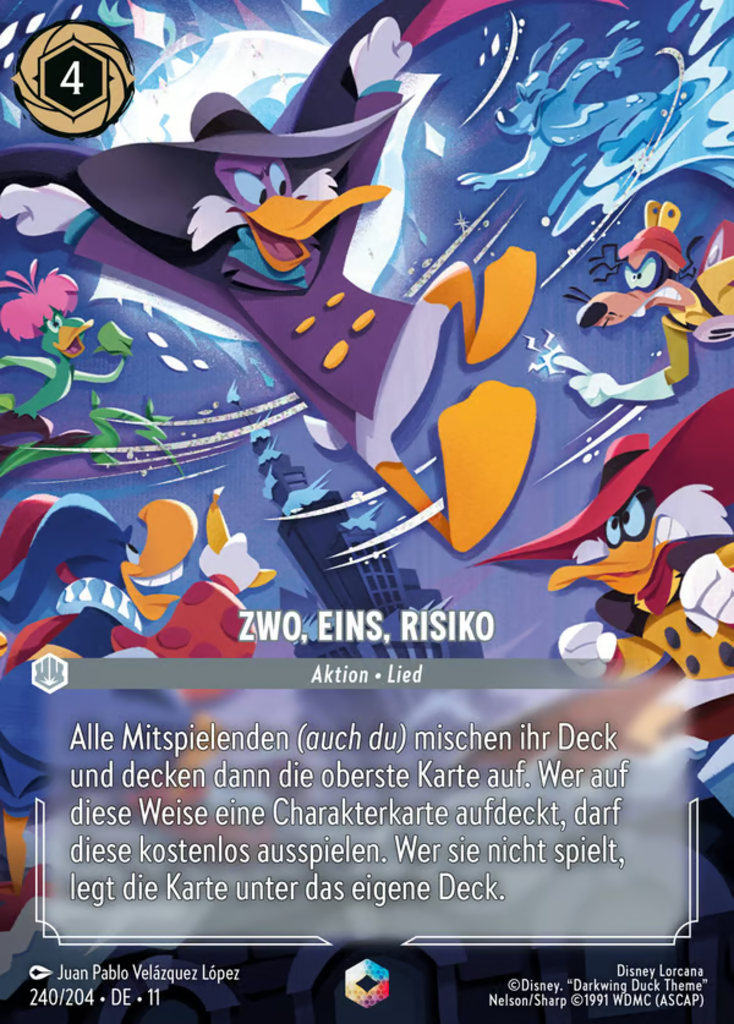 4
ZWO, EINS, RISIKO
Aktion • Lied
Alle Mitspielenden (auch du) mischen ihr Deck
und decken dann die oberste Karte auf. Wer auf
diese Weise eine Charakterkarte aufdeckt, darf
diese kostenlos ausspielen. Wer sie nicht spielt,
legt die Karte unter das eigene Deck.
Juan Pablo Velázquez López
240/204 • DE • 11
Disney Lorcana
©Disney. “Darkwing Duck Theme”
Nelson/Sharp ©1991 WDMC (ASCAP)